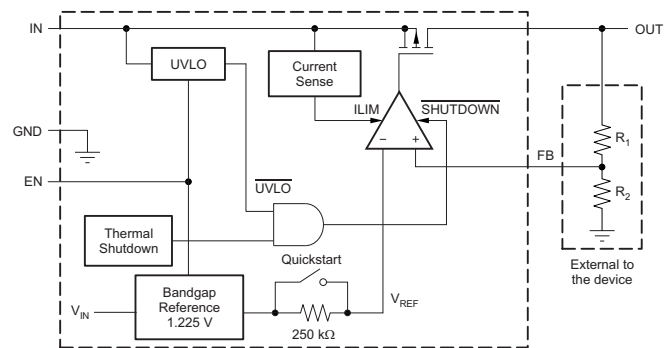 IN
OUT
UVLO
Current
Sense
ILIM
SHUTDOWN
GND
− +
R1
FB
EN
UVLO
R2
Thermal
Shutdown
Quickstart
External to
the device
VIN
Bandgap
Reference
1.225 V
VREF
250 kΩ